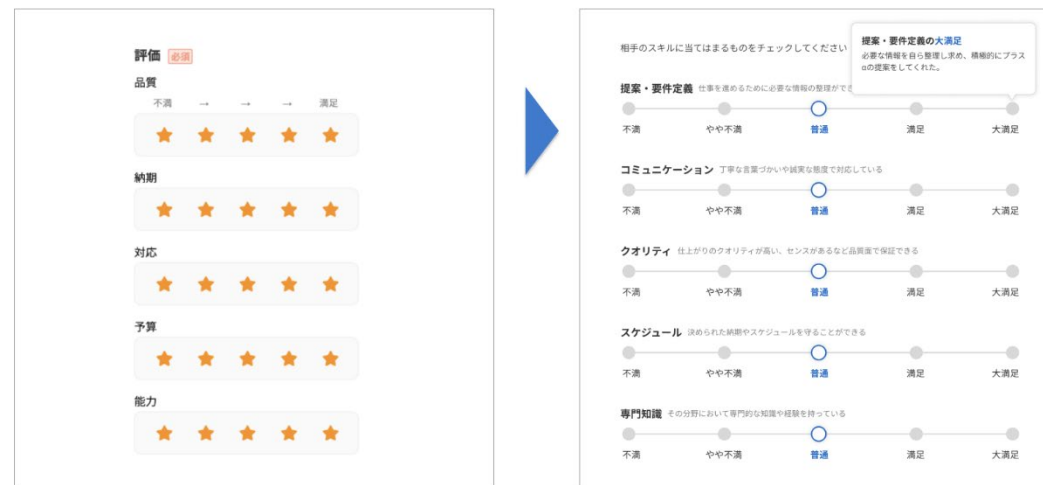 評価 必須
品質
不満 → → → 満足
納期
対応
予算
能力
相手のスキルに当てはまるものをチェックしてください
提案・要件定義の大満足
必要な情報を自ら整理し求め、積極的にプラス
αの提案をしてくれた。
提案・要件定義 仕事を進めるために必要な情報の整理ができ
不満 やや不満 普通 満足 大満足
コミュニケーション 丁寧な言葉づかいや誠実な態度で対応している
不満 やや不満 普通 満足 大満足
クオリティ 仕上がりのクオリティが高い、センスがあるなど品質面で保証できる
不満 やや不満 普通 満足 大満足
スケジュール 決められた納期やスケジュールを守ることができる
不満 やや不満 普通 満足 大満足
専門知識 その分野において専門的な知識や経験を持っている
不満 やや不満 普通 満足 大満足